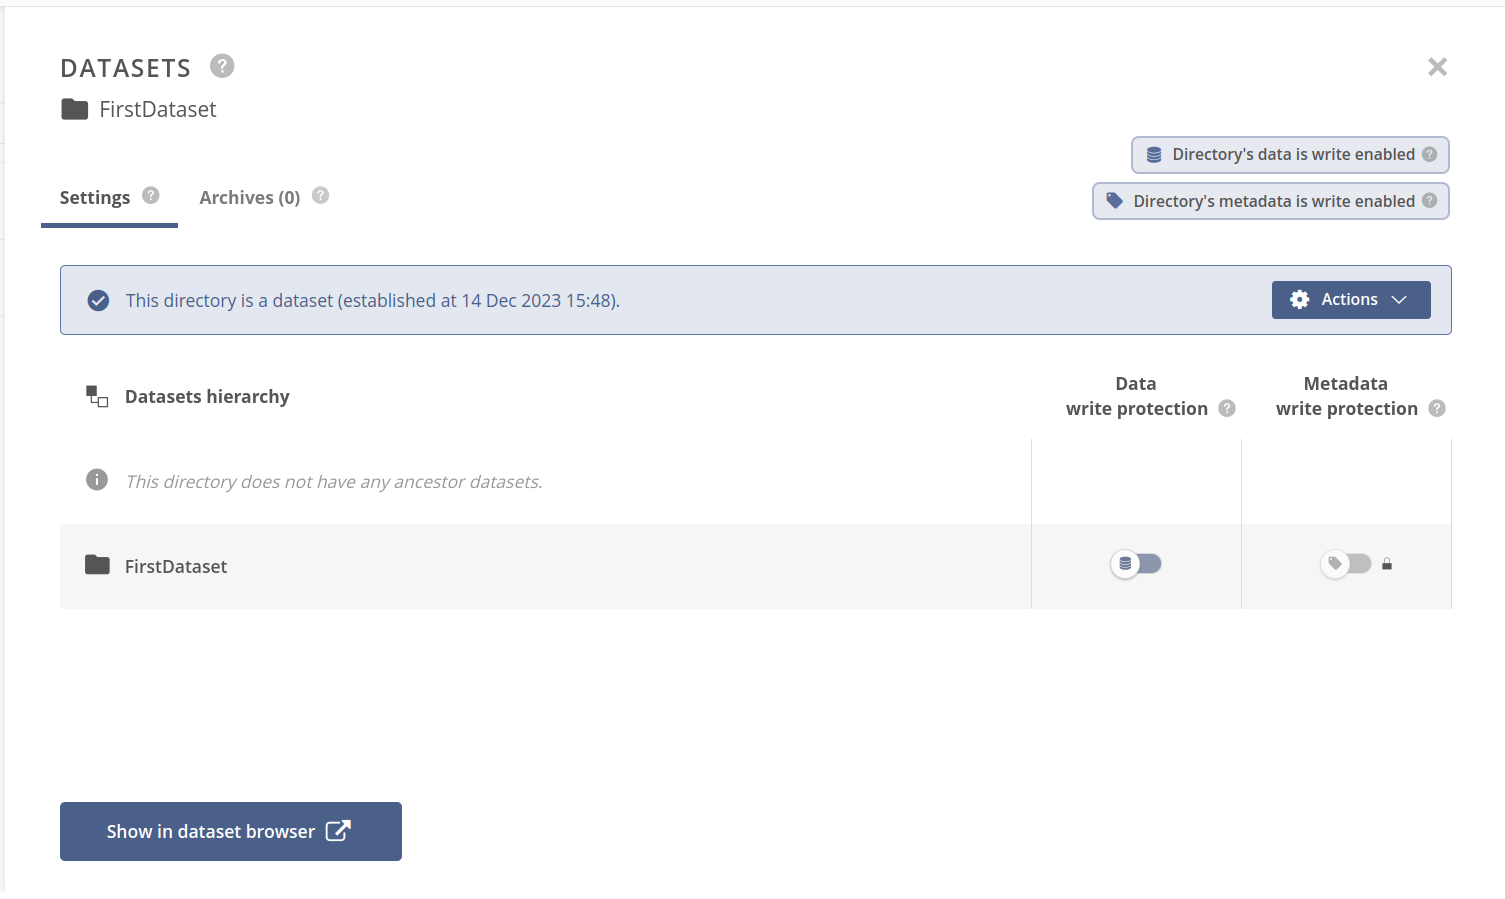 DATASETS ?
FirstDataset
Directory's data is write enabled ?
Settings ? Archives (0) ?
Directory's metadata is write enabled ?
This directory is a dataset (established at 14 Dec 2023 15:48).
Actions
Datasets hierarchy
Data
write protection ?
Metadata
write protection ?
This directory does not have any ancestor datasets.
FirstDataset
Show in dataset browser